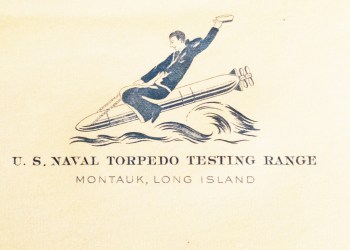 U. S. NAVAL TORPEDO TESTING RANGE
MONTAUK, LONG ISLAND